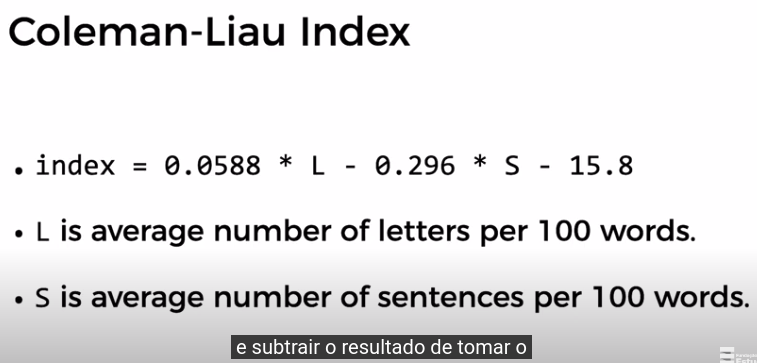 Coleman-Liau Index
• index = 0.0588 * L - 0.296 * S - 15.8
• L is average number of letters per 100 words.
• S is average number of sentences per 100 words.
e subtrair o resultado de tomar o